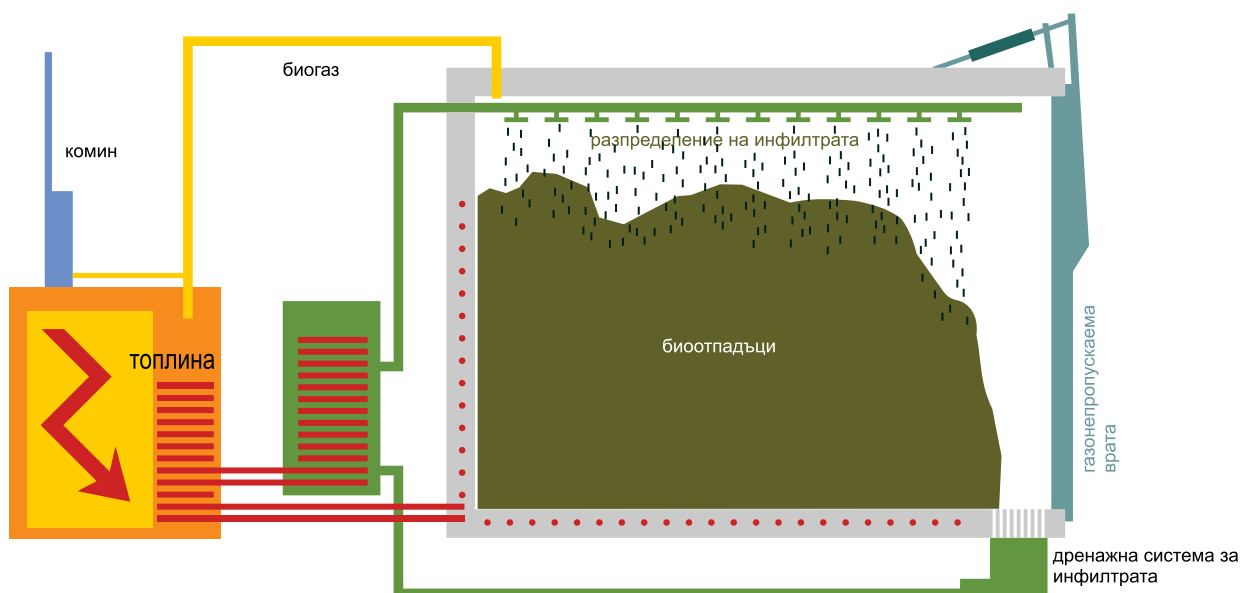 биогаз
комин
разпределение на инфилтрата
топлина
биоотпадъци
газонепропускаема
врата
дренажна система за
инфилтрата